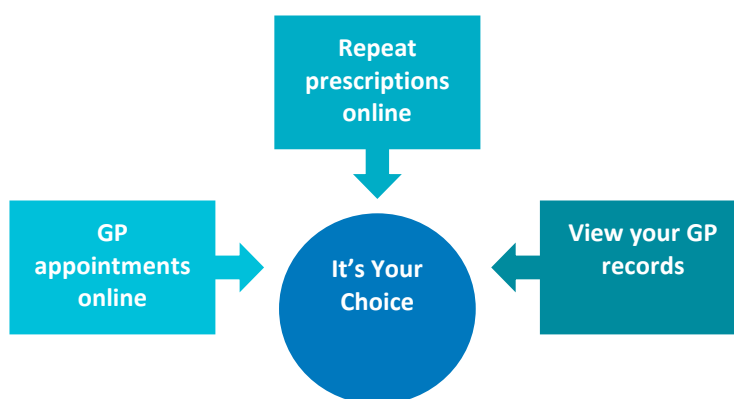 Repeat
prescriptions
online
GP
appointments
online
It’s Your
Choice
View your GP
records